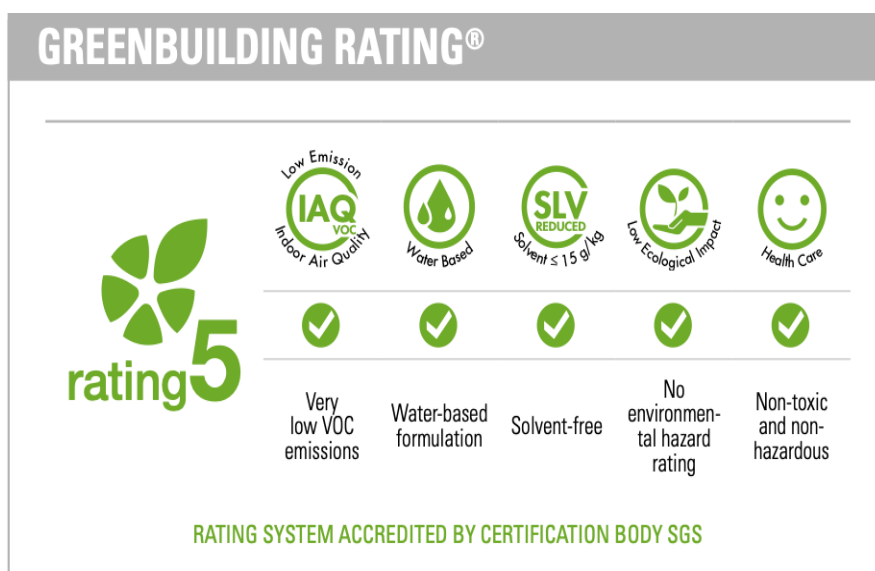 GREENBUILDING RATING®
Low Emission
IAQ
VOC
Indoor Air Quality
Water Based
SLV
REDUCED
Solvent ≤ 15 g/kg
Low Ecological Impact
Health Care
rating 5
Very
low VOC
emissions
Water-based
formulation
Solvent-free
No
environmen-
tal hazard
rating
Non-toxic
and non-
hazardous
RATING SYSTEM ACCREDITED BY CERTIFICATION BODY SGS